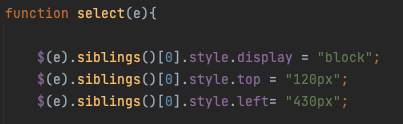 function select(e){
$(e).siblings()[0].style.display = "block";
$(e).siblings()[0].style.top = "120px";
$(e).siblings()[0].style.left= "430px";